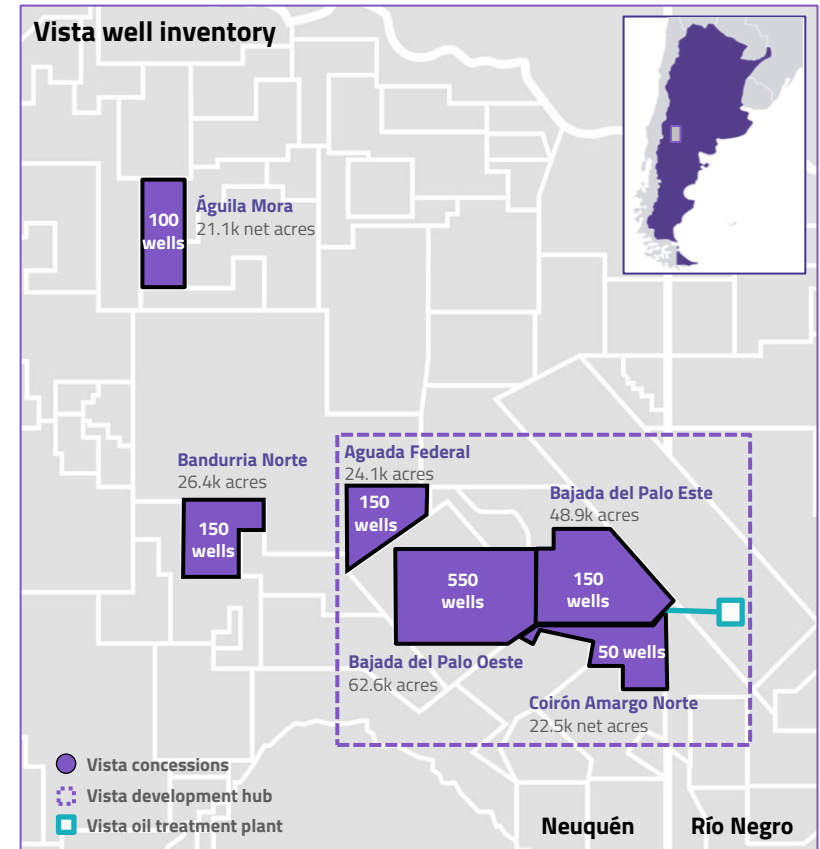 Vista well inventory
Águila Mora
21.1k net acres
100
wells
Bandurria Norte
26.4k acres
150
wells
Aguada Federal
24.1k acres
150
wells
Bajada del Palo Este
48.9k acres
550
wells
150
wells
50 wells
Bajada del Palo Oeste
62.6k acres
Coirón Amargo Norte
22.5k net acres
Vista concessions
Vista development hub
Vista oil treatment plant
Neuquén
Río Negro